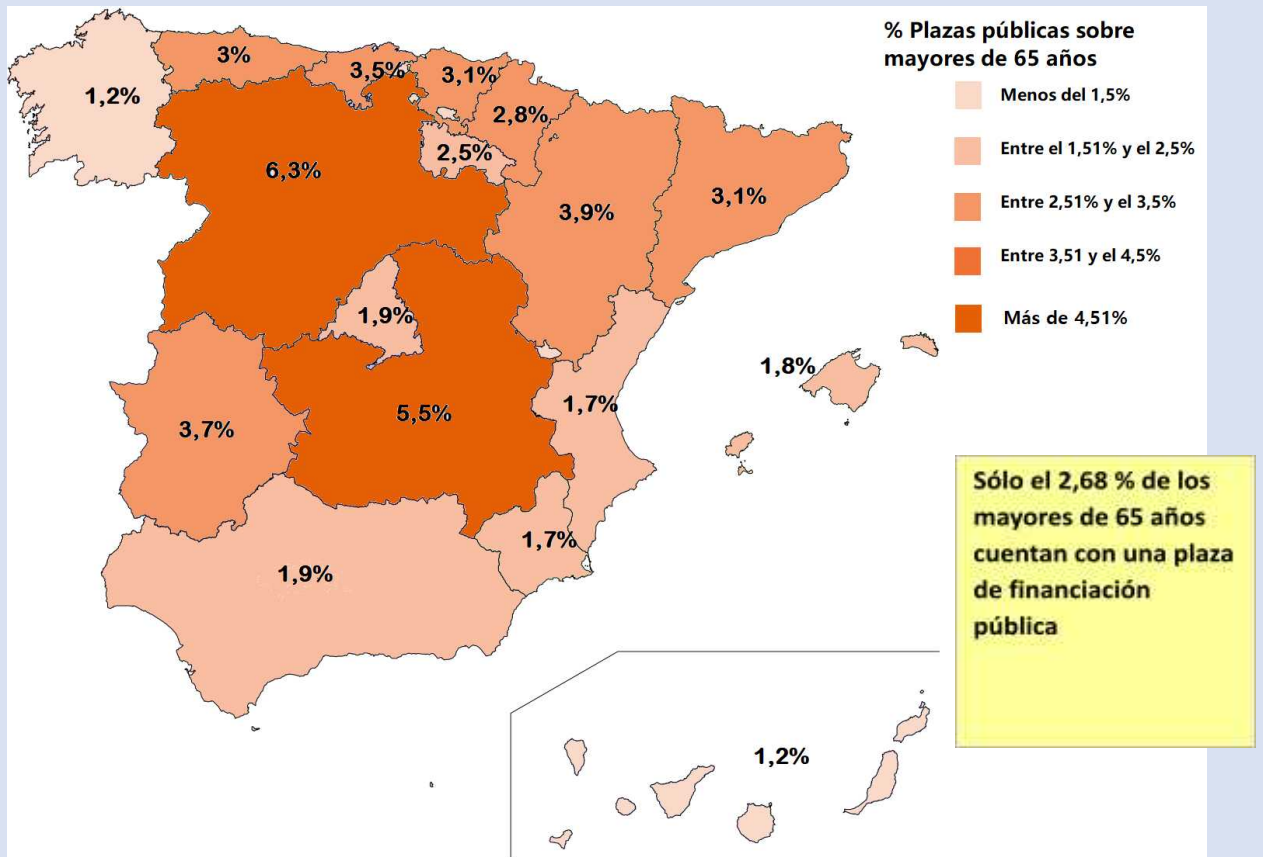 % Plazas públicas sobre
mayores de 65 años
Menos del 1,5%
Entre el 1,51% y el 2,5%
Entre 2,51% y el 3,5%
Entre 3,51 y el 4,5%
Más de 4,51%
3%
3,5%
3,1%
1,2%
2,8%
2,5%
6,3%
3,9%
3,1%
1,9%
1,8%
1,7%
5,5%
3,7%
1,7%
1,9%
1,2%
Sólo el 2,68 % de los
mayores de 65 años
cuentan con una plaza
de financiación
pública